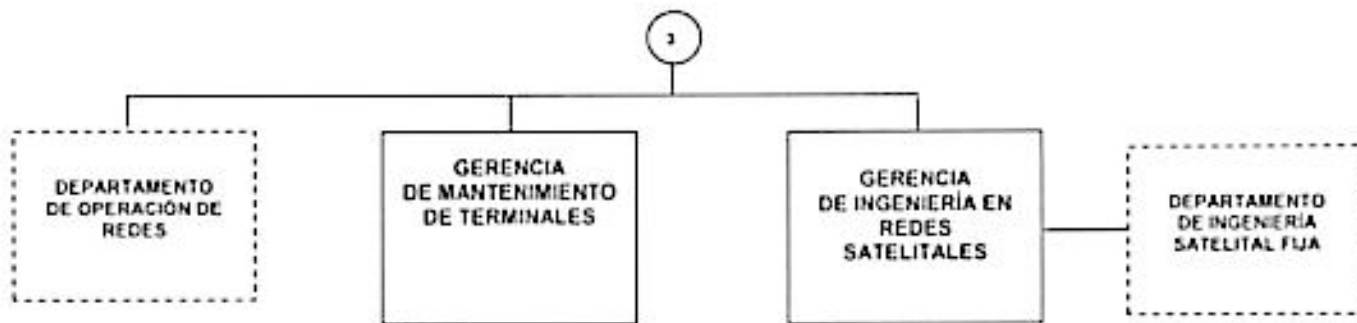 3
DEPARTAMENTO
DE OPERACIÓN DE
REDES
GERENCIA
DE MANTENIMIENTO
DE TERMINALES
GERENCIA
DE INGENIERÍA EN
REDES
SATELITALES
DEPARTAMENTO
DE INGENIERÍA
SATELITAL FIJA